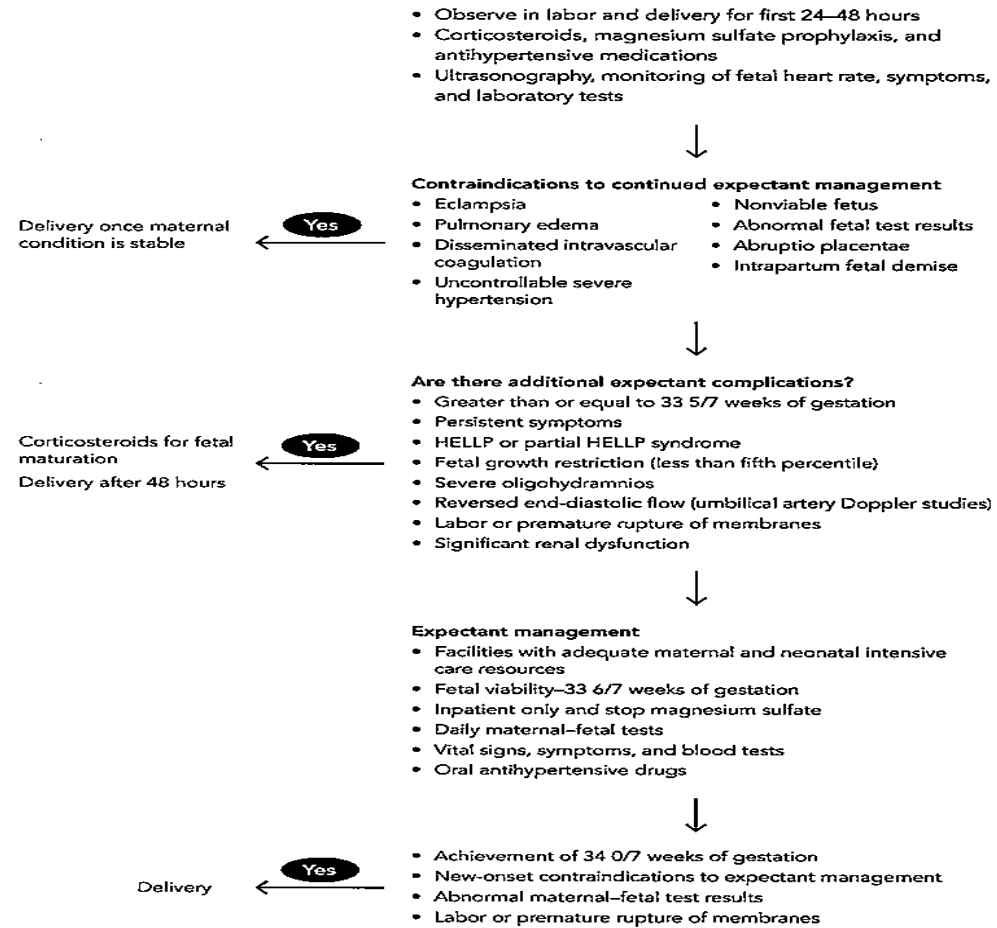 • Observe in labor and delivery for first 24–48 hours
• Corticosteroids, magnesium sulfate prophylaxis, and
antihypertensive medications
• Ultrasonography, monitoring of fetal heart rate, symptoms,
and laboratory tests
Contraindications to continued expectant management
• Eclampsia
• Pulmonary edema
• Disseminated intravascular
coagulation
• Uncontrollable severe
hypertension
• Nonviable fetus
• Abnormal fetal test results
• Abruptio placentae
• Intrapartum fetal demise
Yes
Delivery once maternal
condition is stable
Are there additional expectant complications?
• Greater than or equal to 33 5/7 weeks of gestation
• Persistent symptoms
• HELLP or partial HELLP syndrome
• Fetal growth restriction (less than fifth percentile)
• Severe oligohydramnios
• Reversed end-diastolic flow (umbilical artery Doppler studies)
• Labor or premature rupture of membranes
• Significant renal dysfunction
Yes
Corticosteroids for fetal
maturation
Delivery after 48 hours
Expectant management
• Facilities with adequate maternal and neonatal intensive
care resources
• Fetal viability–33 6/7 weeks of gestation
• Inpatient only and stop magnesium sulfate
• Daily maternal–fetal tests
• Vital signs, symptoms, and blood tests
• Oral antihypertensive drugs
• Achievement of 34 0/7 weeks of gestation
• New-onset contraindications to expectant management
• Abnormal maternal–fetal test results
• Labor or premature rupture of membranes
Yes
Delivery